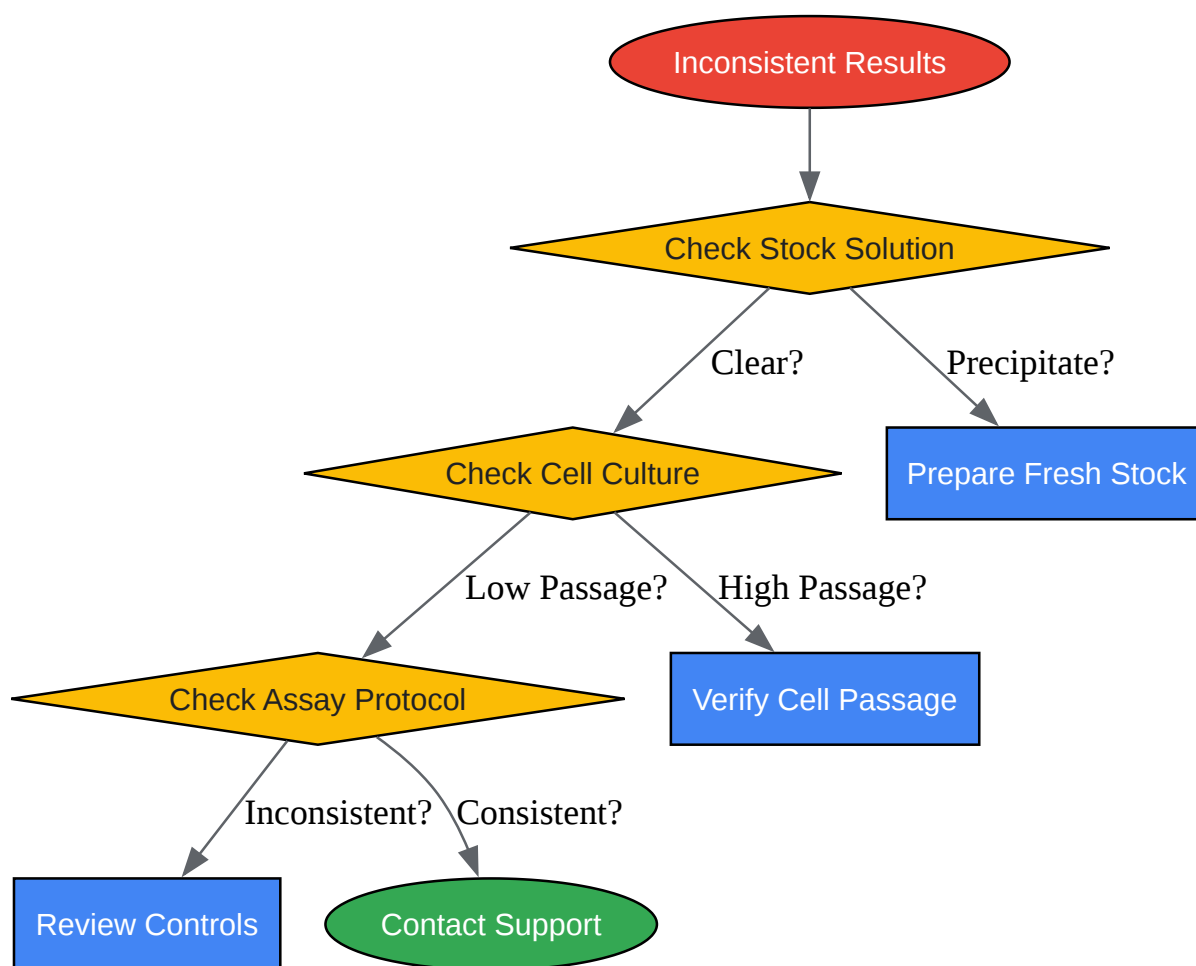 Inconsistent Results
Check Stock Solution
Clear?
Precipitate?
Check Cell Culture
Prepare Fresh Stock
Low Passage?
High Passage?
Check Assay Protocol
Verify Cell Passage
Inconsistent?
Consistent?
Review Controls
Contact Support